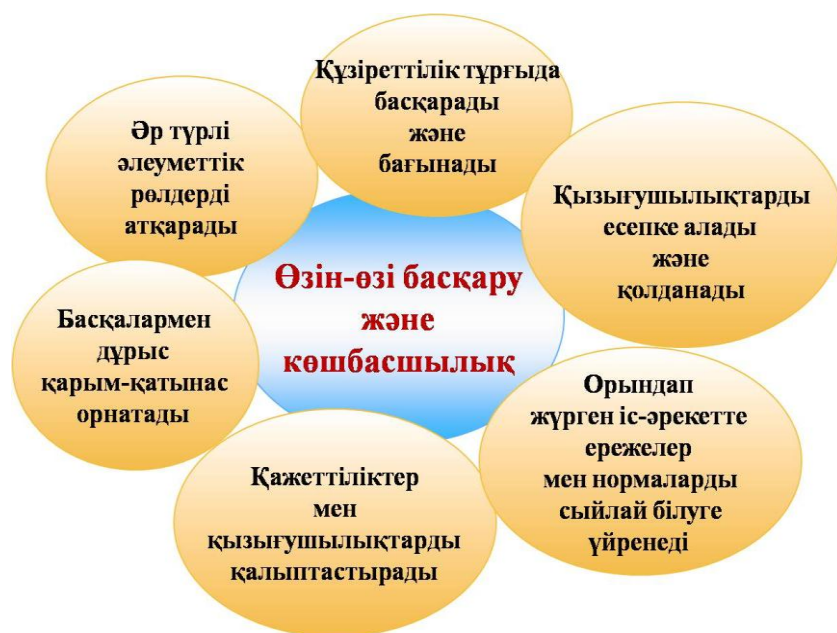 Құзіреттілік тұрғыда
басқарады
және
бағынады
Әр түрлі
әлеуметтік
рөлдерді
атқарады
Қызығушылықтарды
есепке алады
және
қолданады
Өзін-өзі басқару
және
көшбасшылық
Басқалармен
дұрыс
қарым-қатынас
орнатады
Орындап
жүрген іс-әрекетте
ережелер
мен нормаларды
сыйлай білуге
үйренеді
Қажеттіліктер
мен
қызығушылықтарды
қалыптастырады